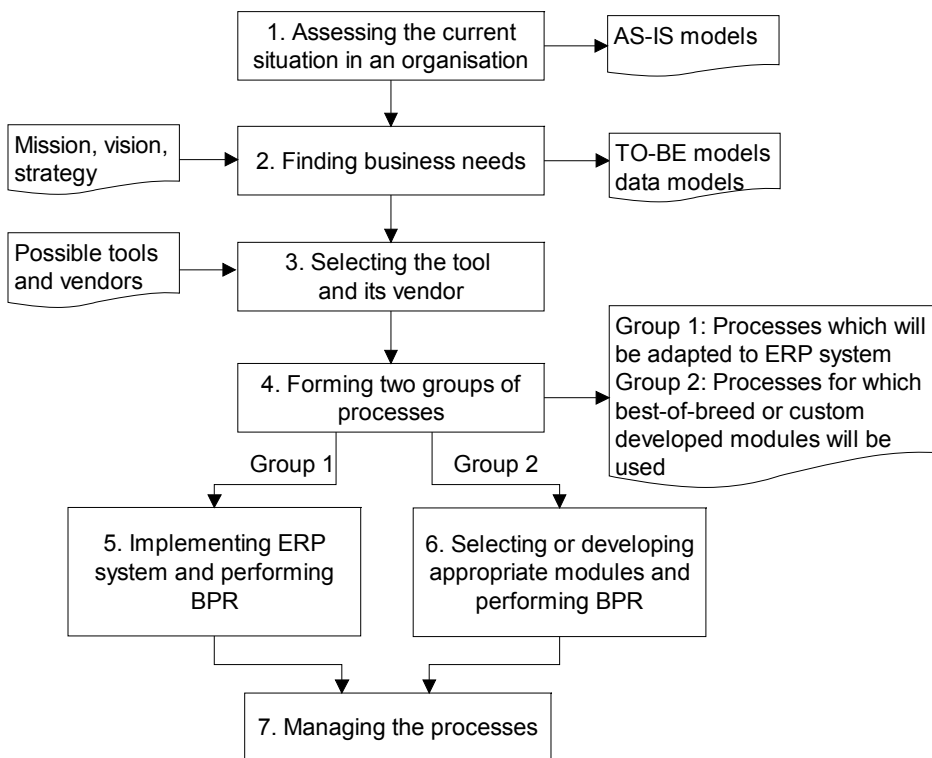 1. Assessing the current
situation in an organisation
AS-IS models
Mission, vision,
strategy
2. Finding business needs
TO-BE models
data models
Possible tools
and vendors
3. Selecting the tool
and its vendor
4. Forming two groups of
processes
Group 1: Processes which will
be adapted to ERP system
Group 2: Processes for which
best-of-breed or custom
developed modules will be
used
Group 1
Group 2
5. Implementing ERP
system and performing
BPR
6. Selecting or developing
appropriate modules and
performing BPR
7. Managing the processes